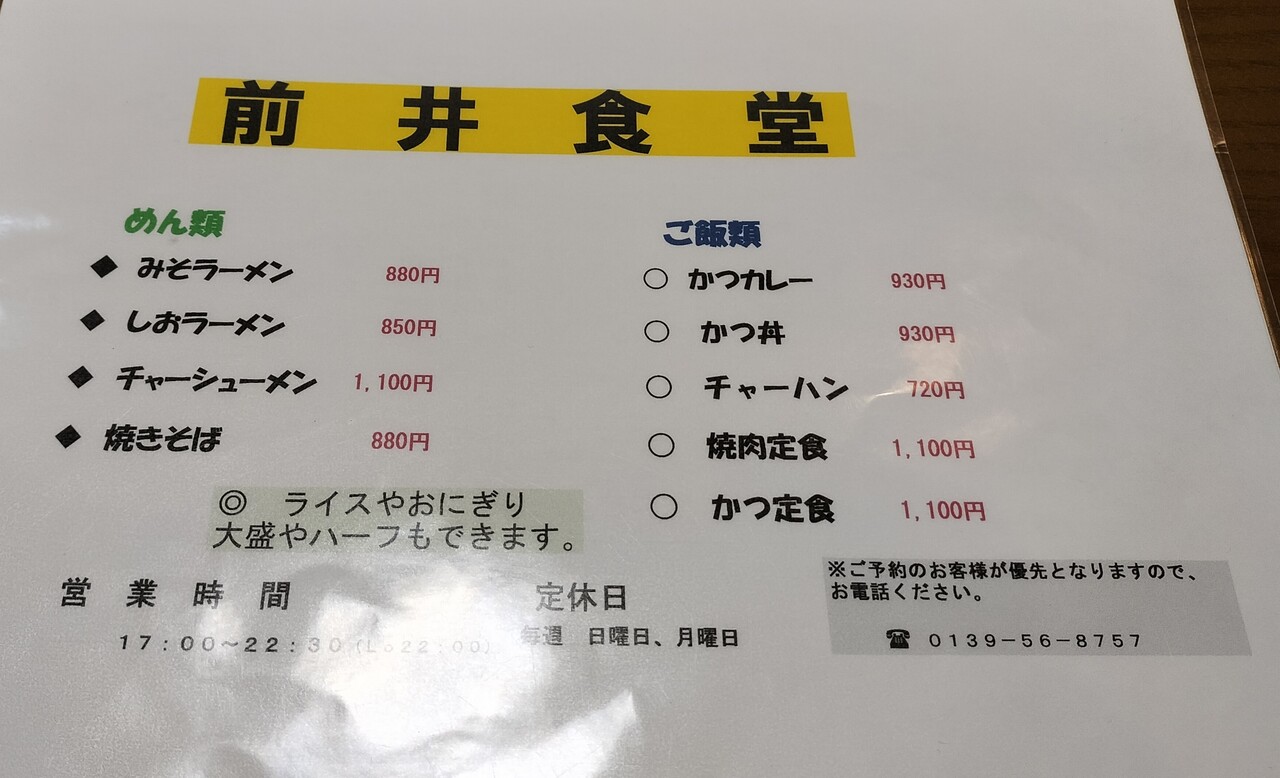 前井食堂
めん類
◆ みそラーメン 880円
◆ しおラーメン 850円
◆ チャーシューメン 1,100円
◆ 焼きそば 880円
◎ ライスやおにぎり
大盛やハーフもできます。
ご飯類
○ かつカレー 930円
○ かつ丼 930円
○ チャーハン 720円
○ 焼肉定食 1,100円
○ かつ定食 1,100円
営業時間
17:00~22:30(Lo22:00)
定休日
毎週 日曜日、月曜日
※ご予約のお客様が優先となりますので、
お電話ください。
☎ 0139-56-8757